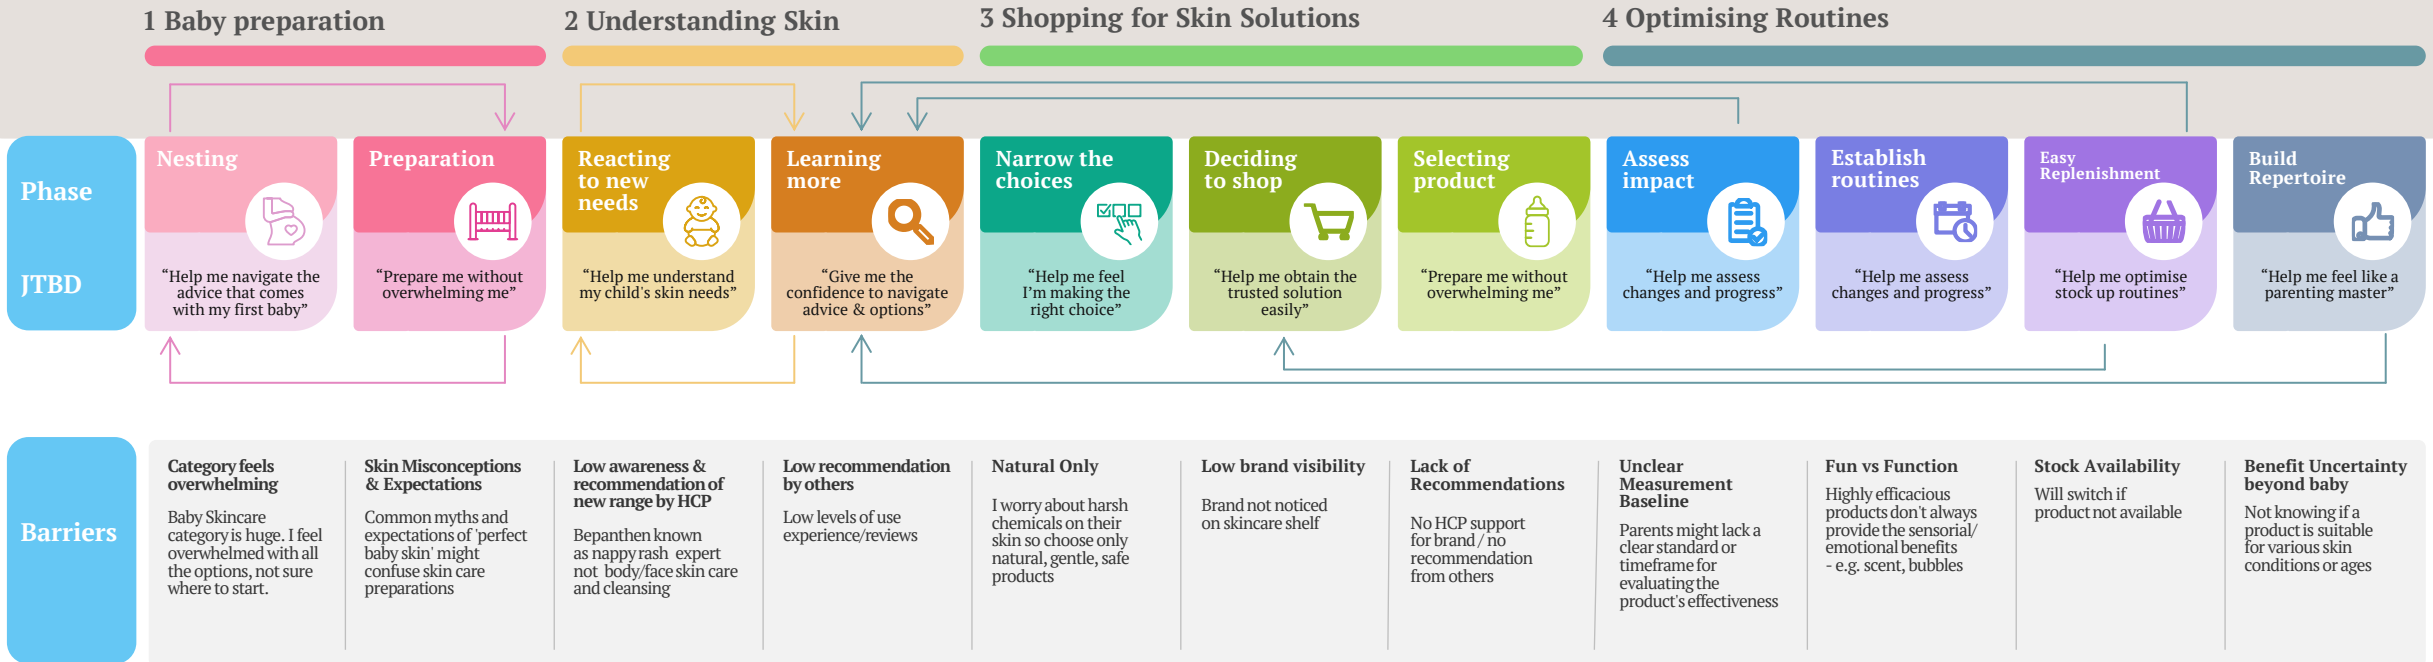 1 Baby preparation
2 Understanding Skin
3 Shopping for Skin Solutions
4 Optimising Routines
Phase
JTBD
Nesting
“Help me navigate the
advice that comes
with my first baby”
Preparation
“Prepare me without
overwhelming me”
Reacting
to new
needs
“Help me understand
my child's skin needs”
Learning
more
“Give me the
confidence to navigate
advice & options”
Narrow the
choices
“Help me feel
I’m making the
right choice”
Deciding
to shop
“Help me obtain the
trusted solution
easily”
Selecting
product
“Prepare me without
overwhelming me”
Assess
impact
“Help me assess
changes and progress”
Establish
routines
“Help me assess
changes and progress”
Easy
Replenishment
“Help me optimise
stock up routines”
Build
Repertoire
“Help me feel like a
parenting master”
Barriers
Category feels
overwhelming
Baby Skincare
category is huge. I feel
overwhelmed with all
the options, not sure
where to start.
Skin Misconceptions
& Expectations
Common myths and
expectations of 'perfect
baby skin' might
confuse skin care
preparations
Low awareness &
recommendation of
new range by HCP
Bepanthen known
as nappy rash expert
not body/face skin care
and cleansing
Low recommendation
by others
Low levels of use
experience/reviews
Natural Only
I worry about harsh
chemicals on their
skin so choose only
natural, gentle, safe
products
Low brand visibility
Brand not noticed
on skincare shelf
Lack of
Recommendations
No HCP support
for brand / no
recommendation
from others
Unclear
Measurement
Baseline
Parents might lack a
clear standard or
timeframe for
evaluating the
product's effectiveness
Fun vs Function
Highly efficacious
products don't always
provide the sensorial/
emotional benefits
- e.g. scent, bubbles
Stock Availability
Will switch if
product not available
Benefit Uncertainty
beyond baby
Not knowing if a
product is suitable
for various skin
conditions or ages